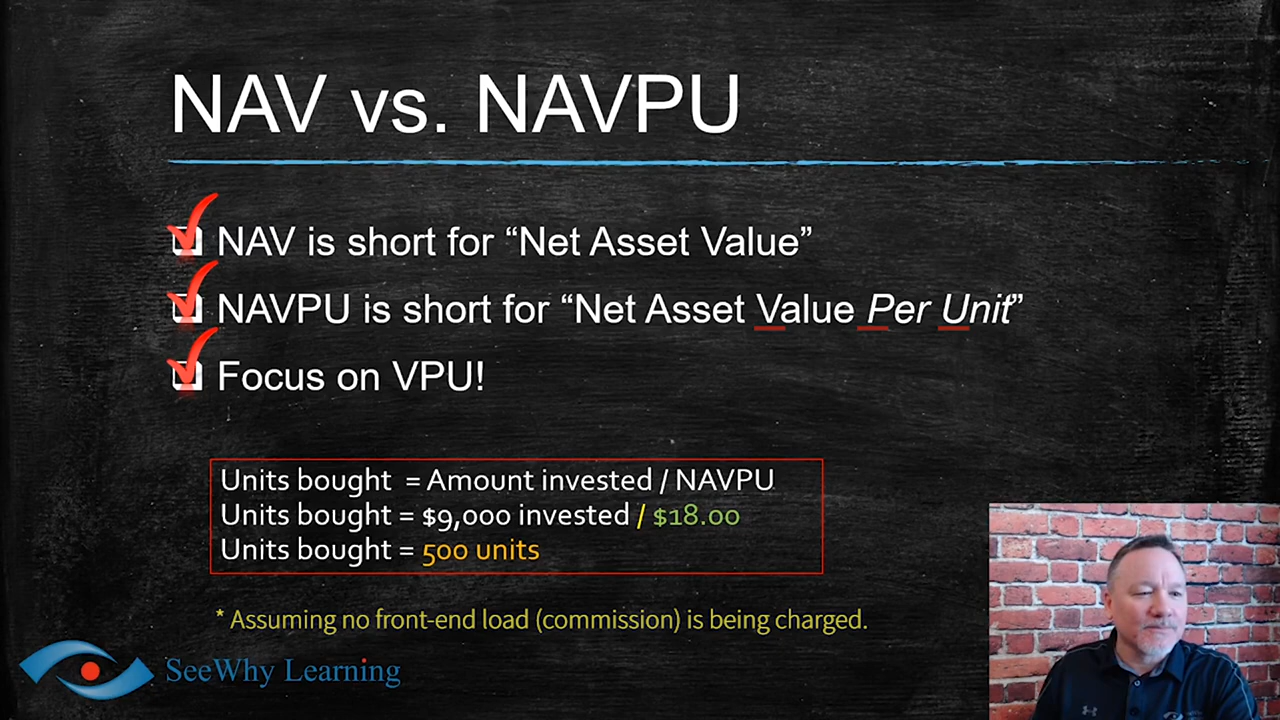 NAV vs. NAVPU
NAV is short for “Net Asset Value”
NAVPU is short for “Net Asset Value Per Unit”
Focus on VPU!
Units bought = Amount invested / NAVPU
Units bought = $9,000 invested / $18.00
Units bought = 500 units
* Assuming no front-end load (commission) is being charged.
SeeWhy Learning